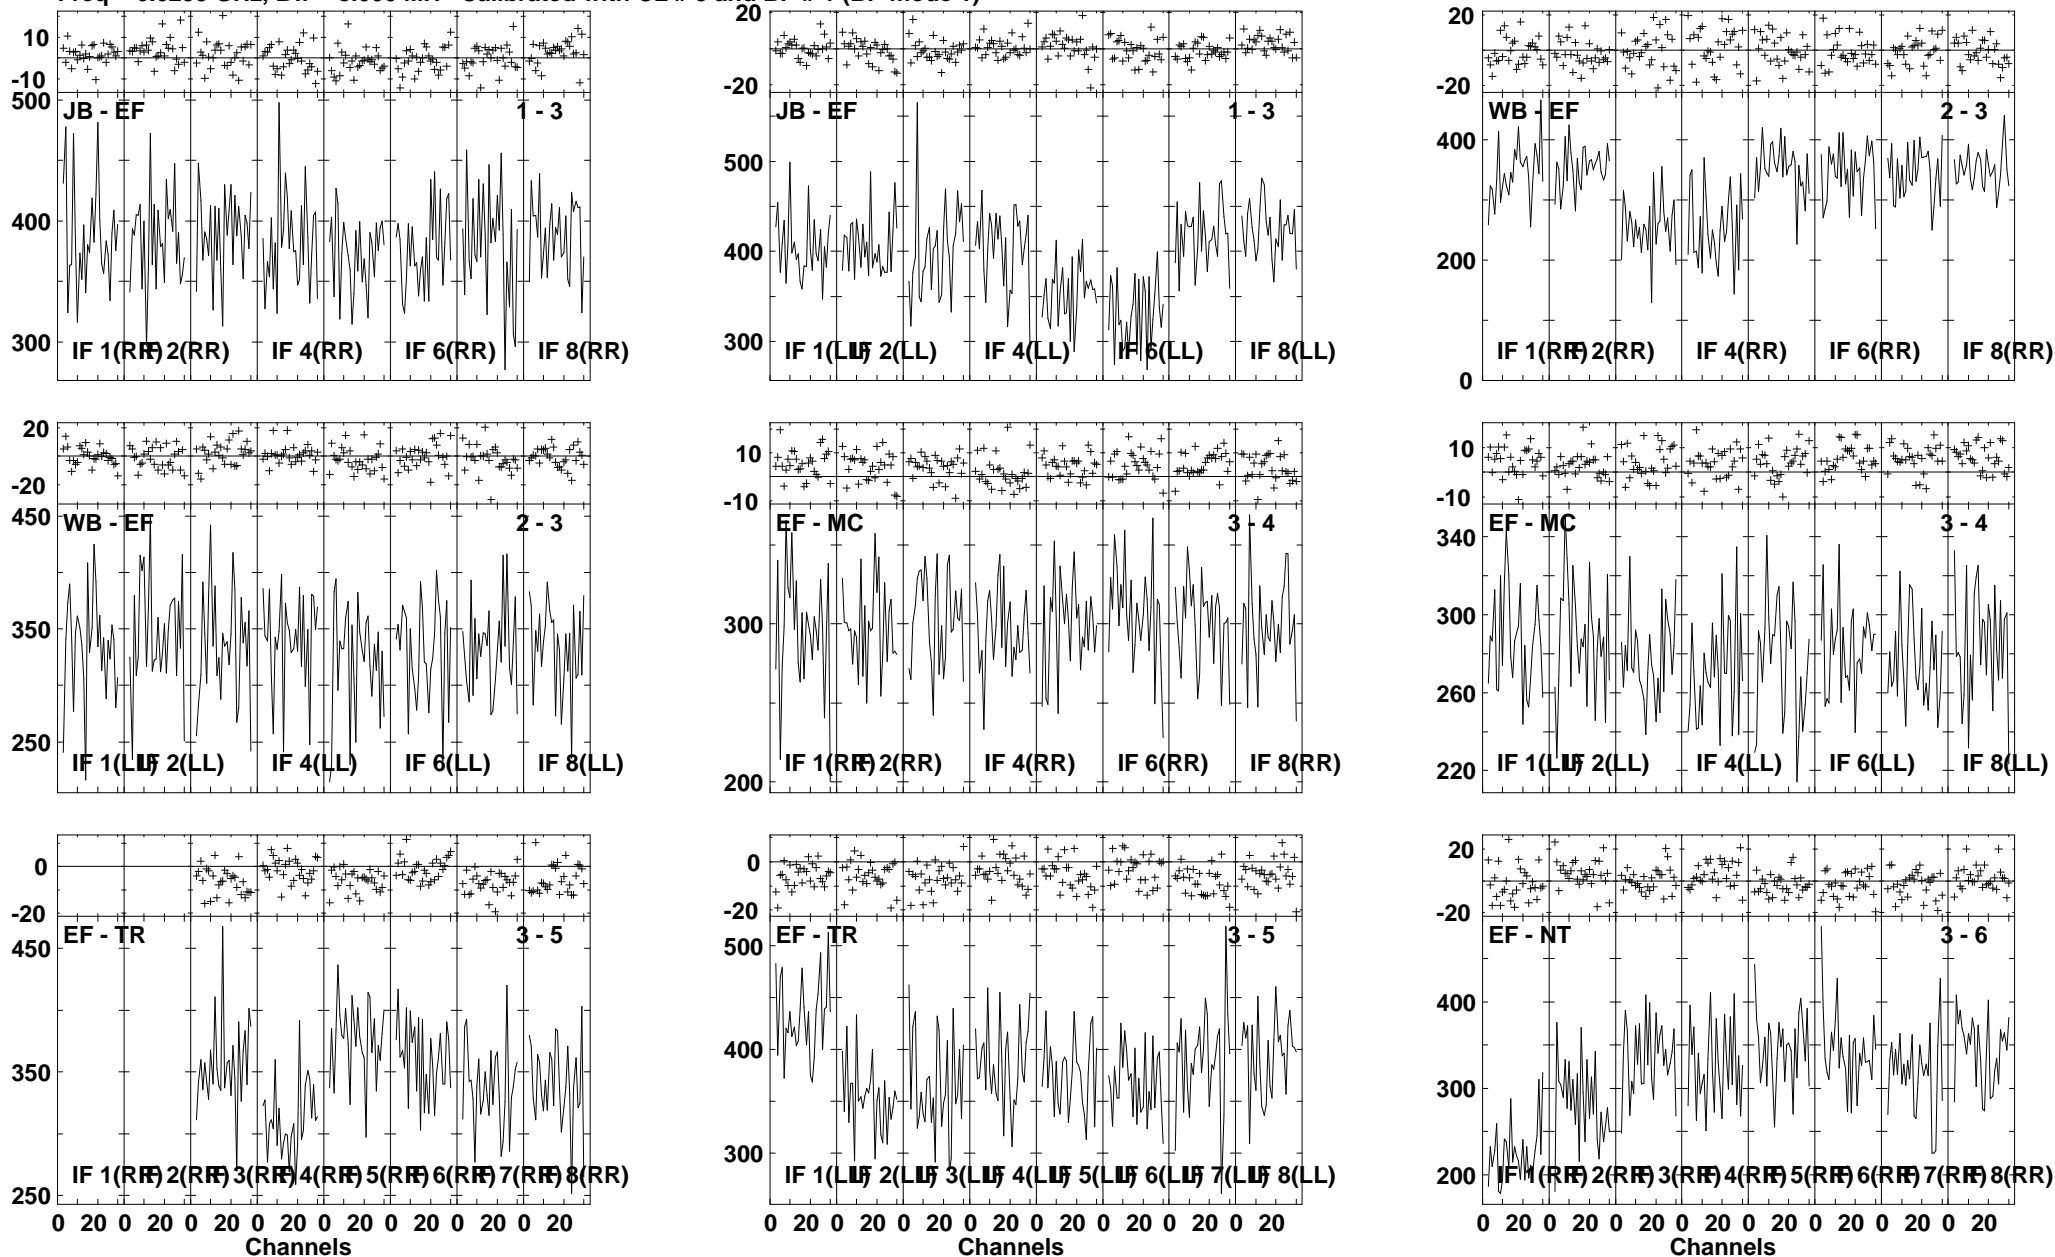 10
-10
500
400
300
JB - EF
1 - 3
IF 1(RR)
IF 2(RR)
IF 4(RR)
IF 6(RR)
IF 8(RR)
20
-20
500
400
300
JB - EF
1 - 3
IF 1(LL)
IF 2(LL)
IF 4(LL)
IF 6(LL)
IF 8(LL)
20
-20
400
200
0
WB - EF
2 - 3
IF 1(RR)
IF 2(RR)
IF 4(RR)
IF 6(RR)
IF 8(RR)
20
-20
450
350
250
WB - EF
2 - 3
IF 1(LL)
IF 2(LL)
IF 4(LL)
IF 6(LL)
IF 8(LL)
10
-10
300
200
EF - MC
3 - 4
IF 1(RR)
IF 2(RR)
IF 4(RR)
IF 6(RR)
IF 8(RR)
10
-10
340
300
260
220
EF - MC
3 - 4
IF 1(LL)
IF 2(LL)
IF 4(LL)
IF 6(LL)
IF 8(LL)
0
-20
450
350
250
EF - TR
3 - 5
IF 1(RR)
IF 2(RR)
IF 3(RR)
IF 4(RR)
IF 5(RR)
IF 6(RR)
IF 7(RR)
IF 8(RR)
0 20 0 20 0 20 0 20 0 20 0 20 0 20 0 20
Channels
0
-20
500
400
300
EF - TR
3 - 5
IF 1(LL)
IF 2(LL)
IF 3(LL)
IF 4(LL)
IF 5(LL)
IF 6(LL)
IF 7(LL)
IF 8(LL)
0 20 0 20 0 20 0 20 0 20 0 20 0 20 0 20
Channels
20
-20
400
300
200
EF - NT
3 - 6
IF 1(RR)
IF 2(RR)
IF 3(RR)
IF 4(RR)
IF 5(RR)
IF 6(RR)
IF 7(RR)
IF 8(RR)
0 20 0 20 0 20 0 20 0 20 0 20 0 20 0 20
Channels